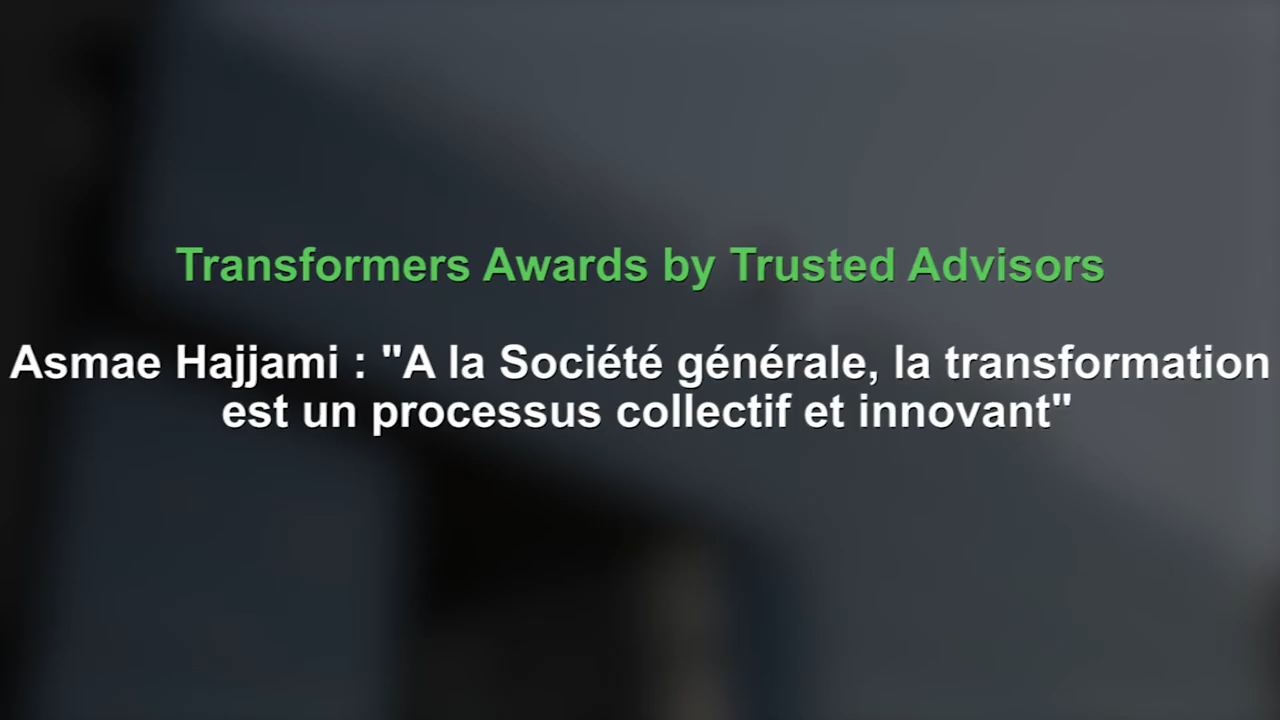 Transformers Awards by Trusted Advisors
Asmae Hajjami : "A la Société générale, la transformation
est un processus collectif et innovant"